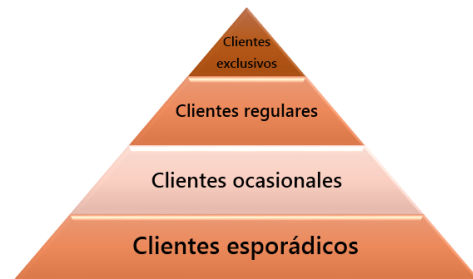 Clientes
exclusivos
Clientes regulares
Clientes ocasionales
Clientes esporádicos